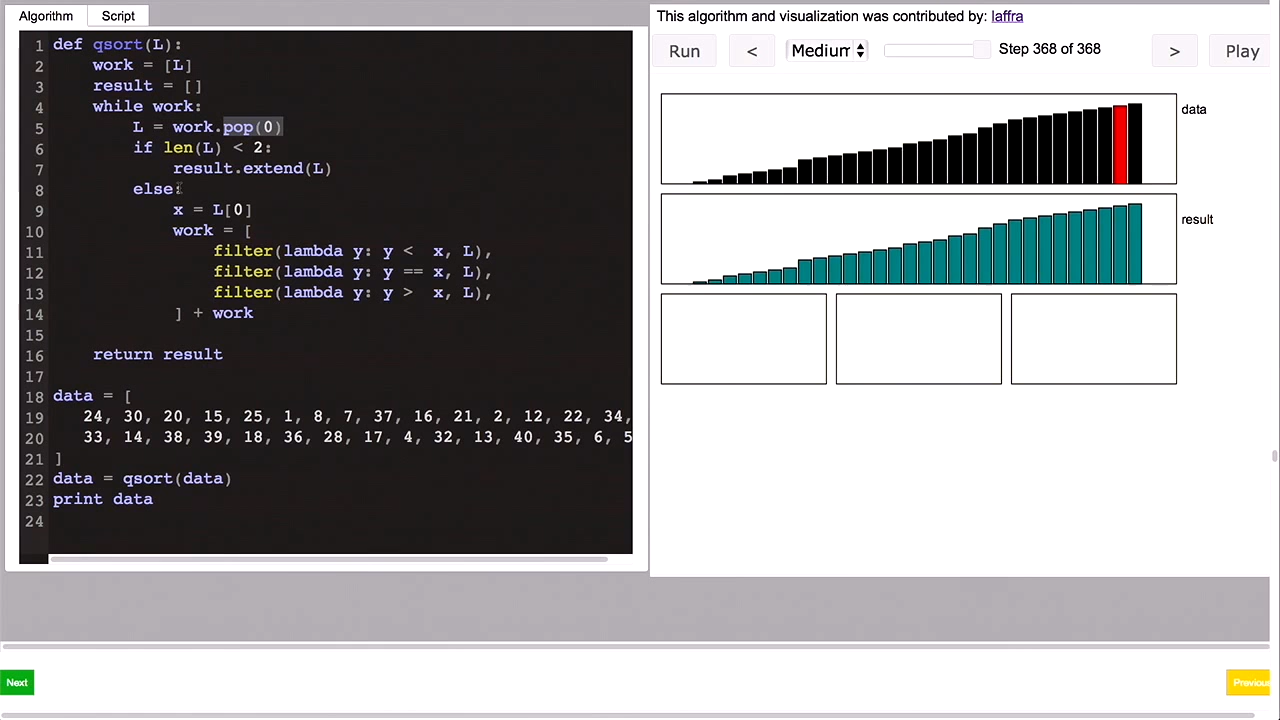 Algorithm Script
1 def qsort(L):
2 work = [L]
3 result = []
4 while work:
5 L = work.pop(0)
6 if len(L) < 2:
7 result.extend(L)
8 else:
9 x = L[0]
10 work = [
11 filter(lambda y: y < x, L),
12 filter(lambda y: y == x, L),
13 filter(lambda y: y > x, L),
14 ] + work
15
16 return result
17
18 data = [
19 24, 30, 20, 15, 25, 1, 8, 7, 37, 16, 21, 2, 12, 22, 34,
20 33, 14, 38, 39, 18, 36, 28, 17, 4, 32, 13, 40, 35, 6, 5
21 ]
22 data = qsort(data)
23 print data
24
This algorithm and visualization was contributed by: laffra
Run < Medium Step 368 of 368 > Play
data
result
Next
Previous